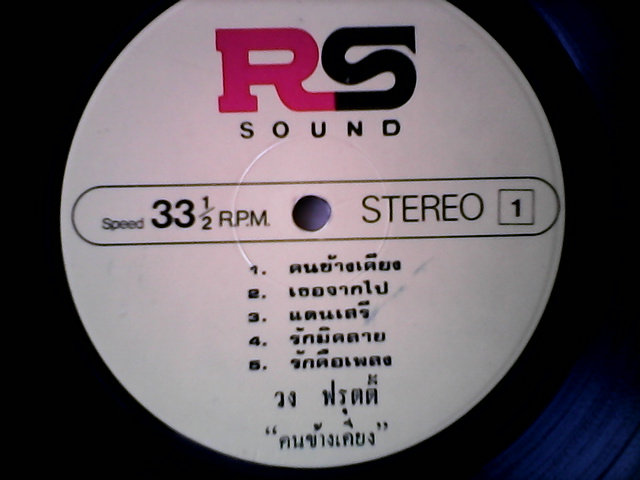 RS
SOUND
Speed 33 1/2 R.P.M. STEREO 1
1. คนข้างเคียง
2. เธอจากไป
3. แดนเสรี
4. รักมิคลาย
5. รักคือเพลง
วง ฟรุตตี้
“คนข้างเคียง”